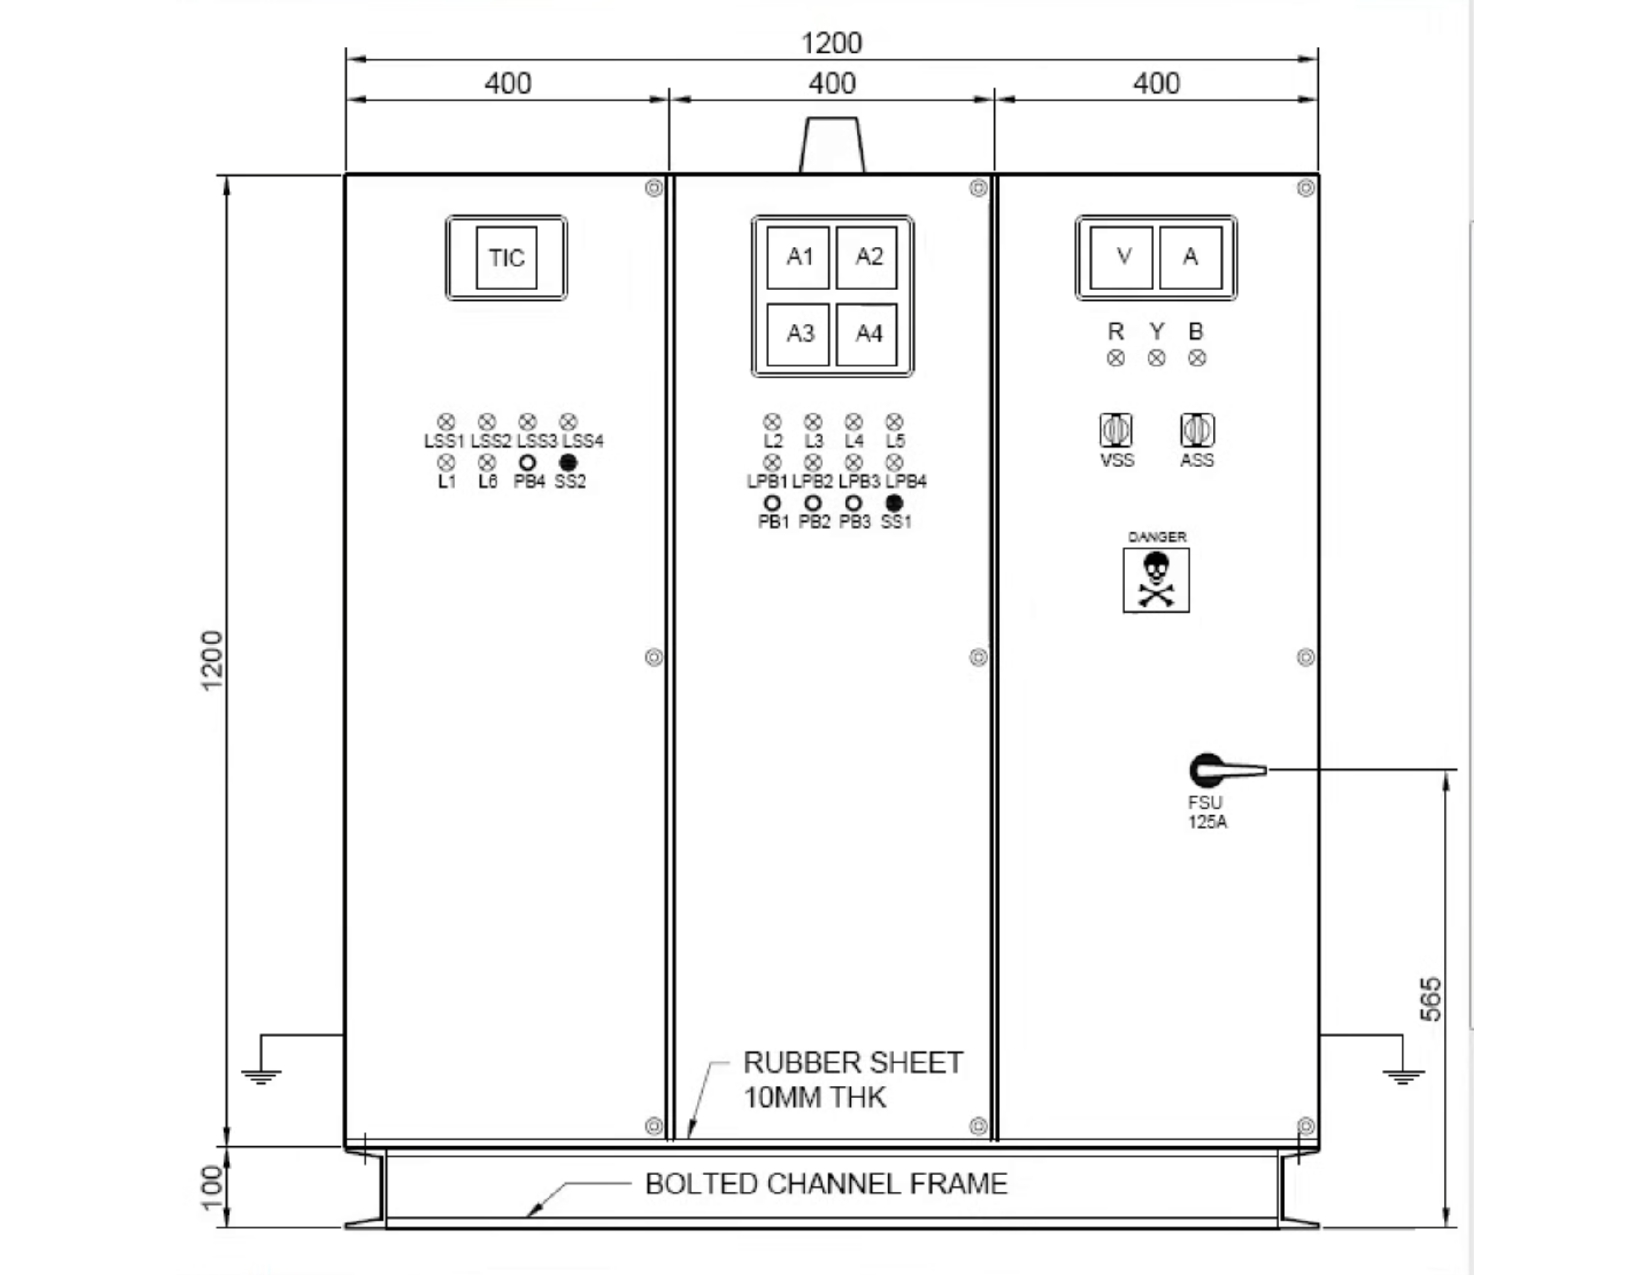 1200
400 400 400
TIC
A1 A2
A3 A4
V A
R Y B
LSS1 LSS2 LSS3 LSS4
L1 L6 PB4 SS2
L2 L3 L4 L5
LPB1 LPB2 LPB3 LPB4
PB1 PB2 PB3 SS1
VSS ASS
DANGER
1200
FSU
125A
565
RUBBER SHEET
10MM THK
100
BOLTED CHANNEL FRAME